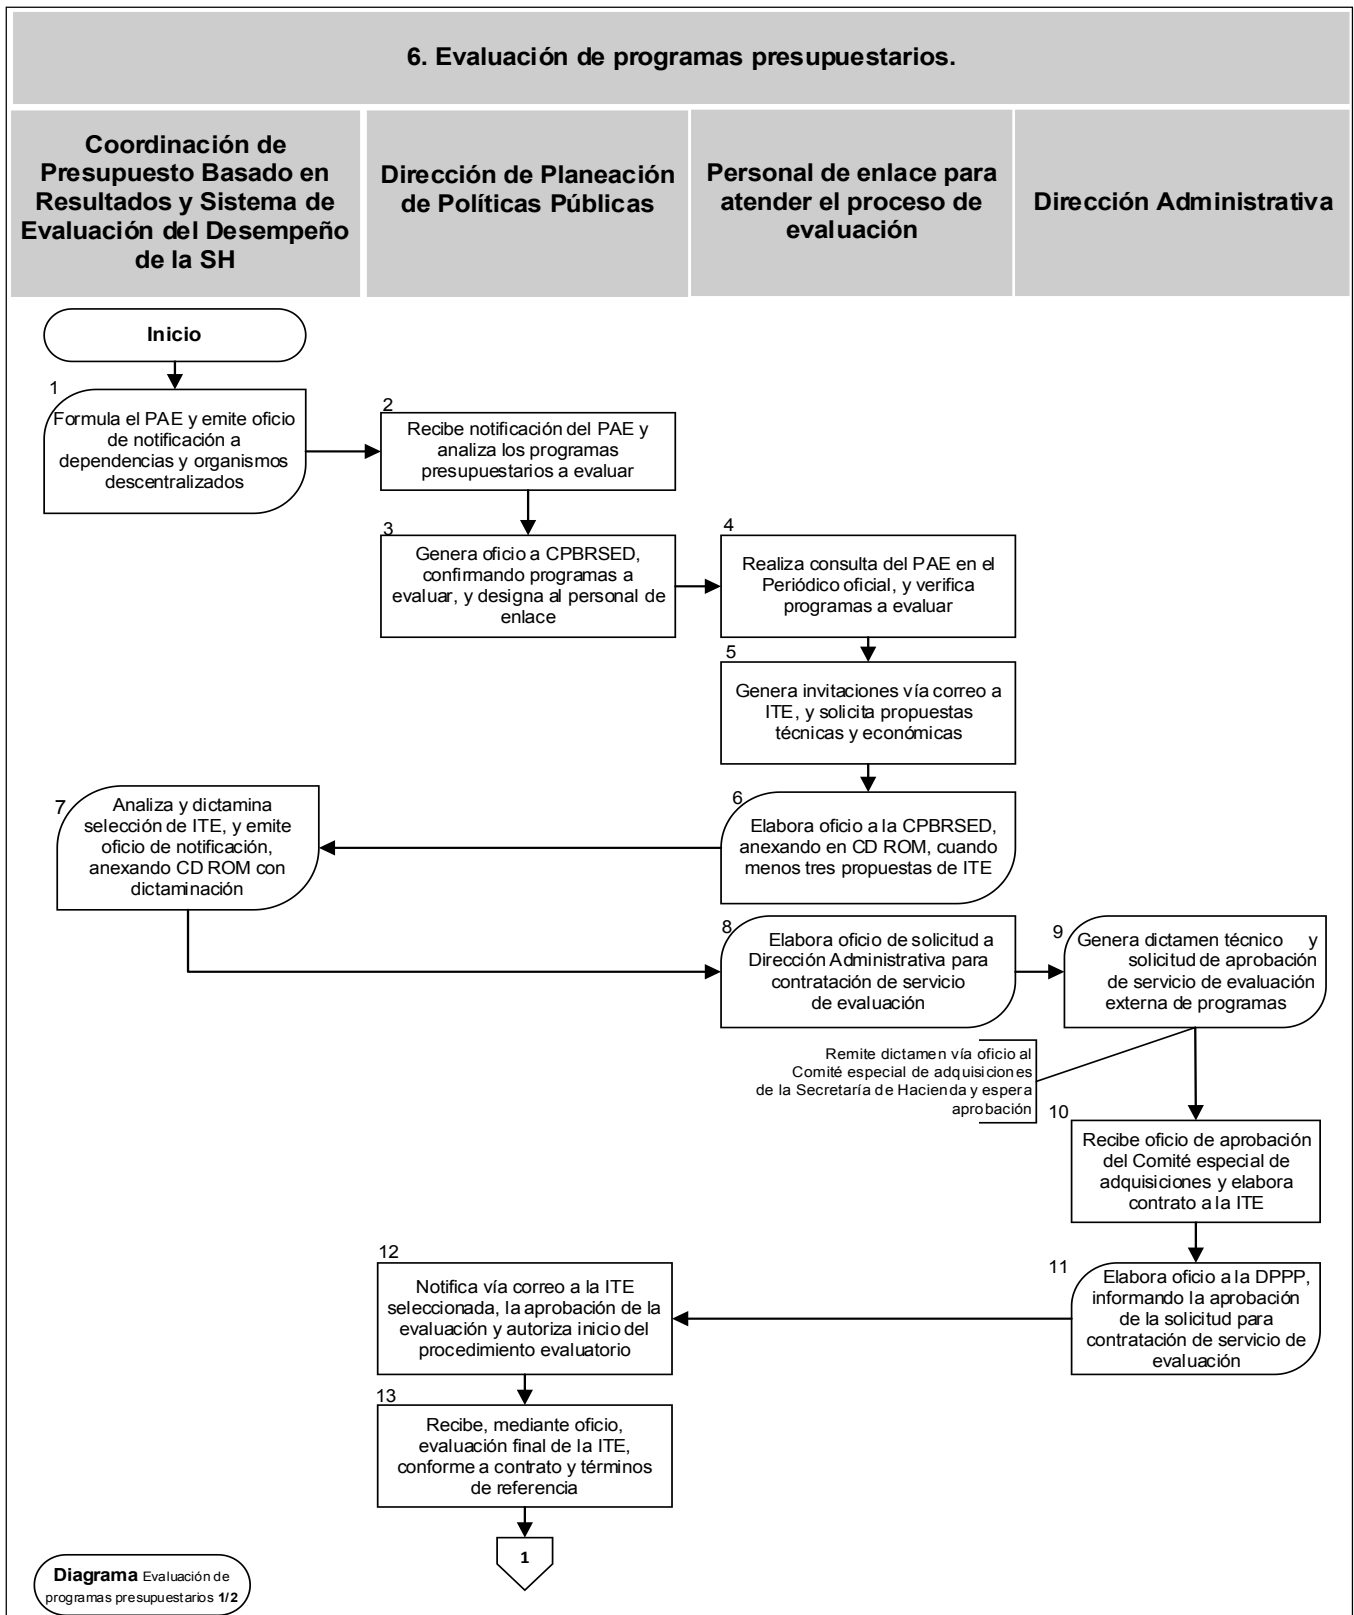 6. Evaluación de programas presupuestarios.
Coordinación de
Presupuesto Basado en
Resultados y Sistema de
Evaluación del Desempeño
de la SH
Dirección de Planeación
de Políticas Públicas
Personal de enlace para
atender el proceso de
evaluación
Dirección Administrativa
Inicio
1
Formula el PAE y emite oficio
de notificación a
dependencias y organismos
descentralizados
2
Recibe notificación del PAE y
analiza los programas
presupuestarios a evaluar
3
Genera oficio a CPBRSED,
confirmando programas a
evaluar, y designa al personal de
enlace
4
Realiza consulta del PAE en el
Periódico oficial, y verifica
programas a evaluar
5
Genera invitaciones vía correo a
ITE, y solicita propuestas
técnicas y económicas
6
Elabora oficio a la CPBRSED,
anexando en CD ROM, cuando
menos tres propuestas de ITE
7
Analiza y dictamina
selección de ITE, y emite
oficio de notificación,
anexando CD ROM con
dictaminación
8
Elabora oficio de solicitud a
Dirección Administrativa para
contratación de servicio
de evaluación
9
Genera dictamen técnico y
solicitud de aprobación
de servicio de evaluación
externa de programas
Remite dictamen vía oficio al
Comité especial de adquisiciones
de la Secretaría de Hacienda y espera
aprobación
10
Recibe oficio de aprobación
del Comité especial de
adquisiciones y elabora
contrato a la ITE
11
Elabora oficio a la DPPP,
informando la aprobación
de la solicitud para
contratación de servicio de
evaluación
12
Notifica vía correo a la ITE
seleccionada, la aprobación de la
evaluación y autoriza inicio del
procedimiento evaluatorio
13
Recibe, mediante oficio,
evaluación final de la ITE,
conforme a contrato y términos
de referencia
1
Diagrama Evaluación de
programas presupuestarios 1/2